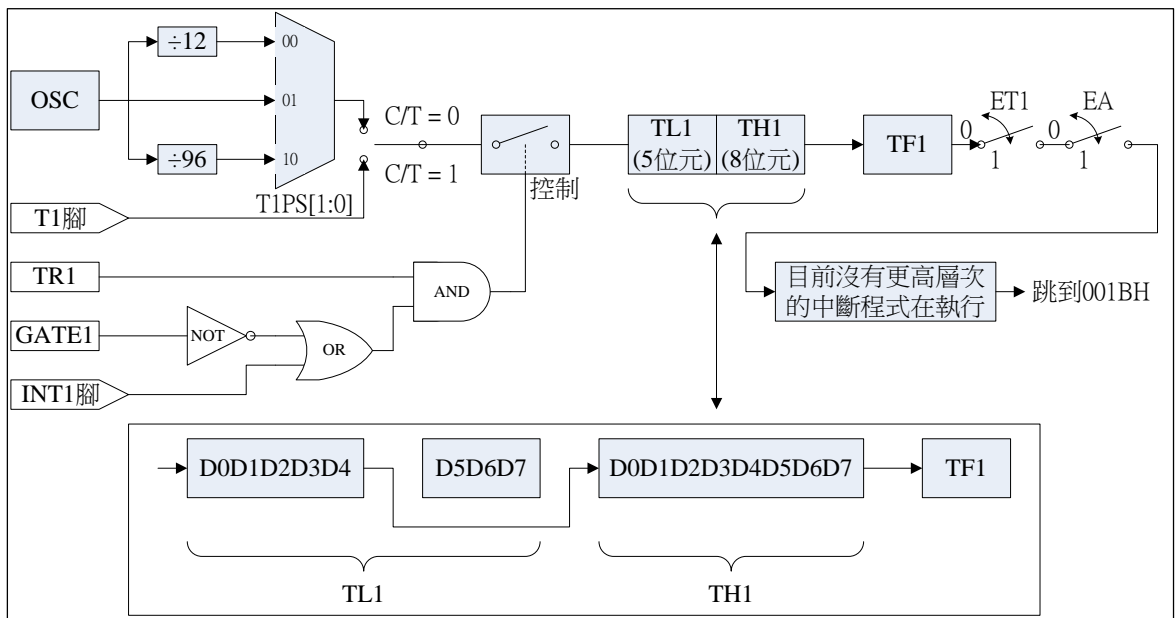 ÷12
00
OSC
01
÷96
10
T1PS[1:0]
C/T = 0
C/T = 1
控制
TL1
(5位元)
TH1
(8位元)
TF1
ET1
0
1
EA
0
1
T1腳
TR1
GATE1
INT1腳
NOT
OR
AND
目前沒有更高層次
的中斷程式在執行
跳到001BH
D0D1D2D3D4
D5D6D7
D0D1D2D3D4D5D6D7
TF1
TL1
TH1